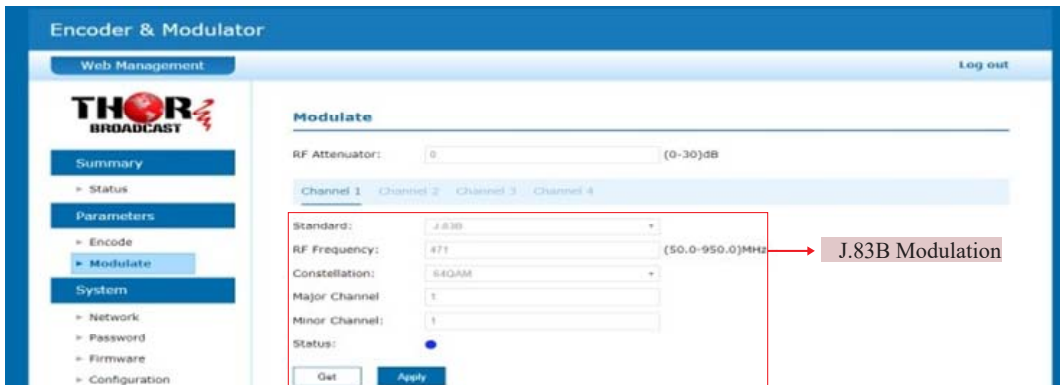 Encoder & Modulator
Web Management
Log out
THOR
BROADCAST
Summary
Status
Parameters
Encode
Modulate
System
Network
Password
Firmware
Configuration
Modulate
RF Attenuator: 0 (0-30)dB
Channel 1 Channel 2 Channel 3 Channel 4
Standard: J.83B
RF Frequency: 471 (50.0-950.0)MHz
Constellation: 64QAM
Major Channel 1
Minor Channel: 1
Status:
Get Apply
J.83B Modulation